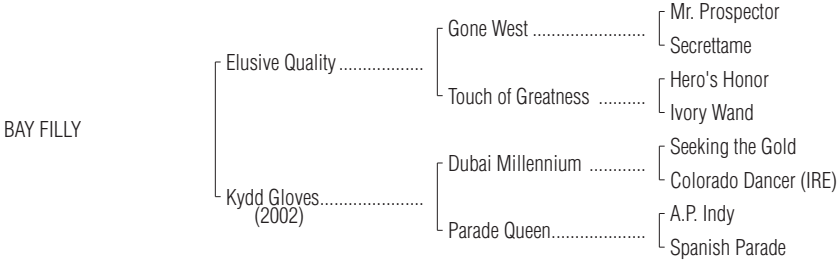 Mr. Prospector
Gone West ........................
Secrettame
Elusive Quality ..................
Hero's Honor
Touch of Greatness ..........
Ivory Wand
BAY FILLY
Seeking the Gold
Dubai Millennium ............
Colorado Dancer (IRE)
Kydd Gloves......................
(2002)
A.P. Indy
Parade Queen....................
Spanish Parade